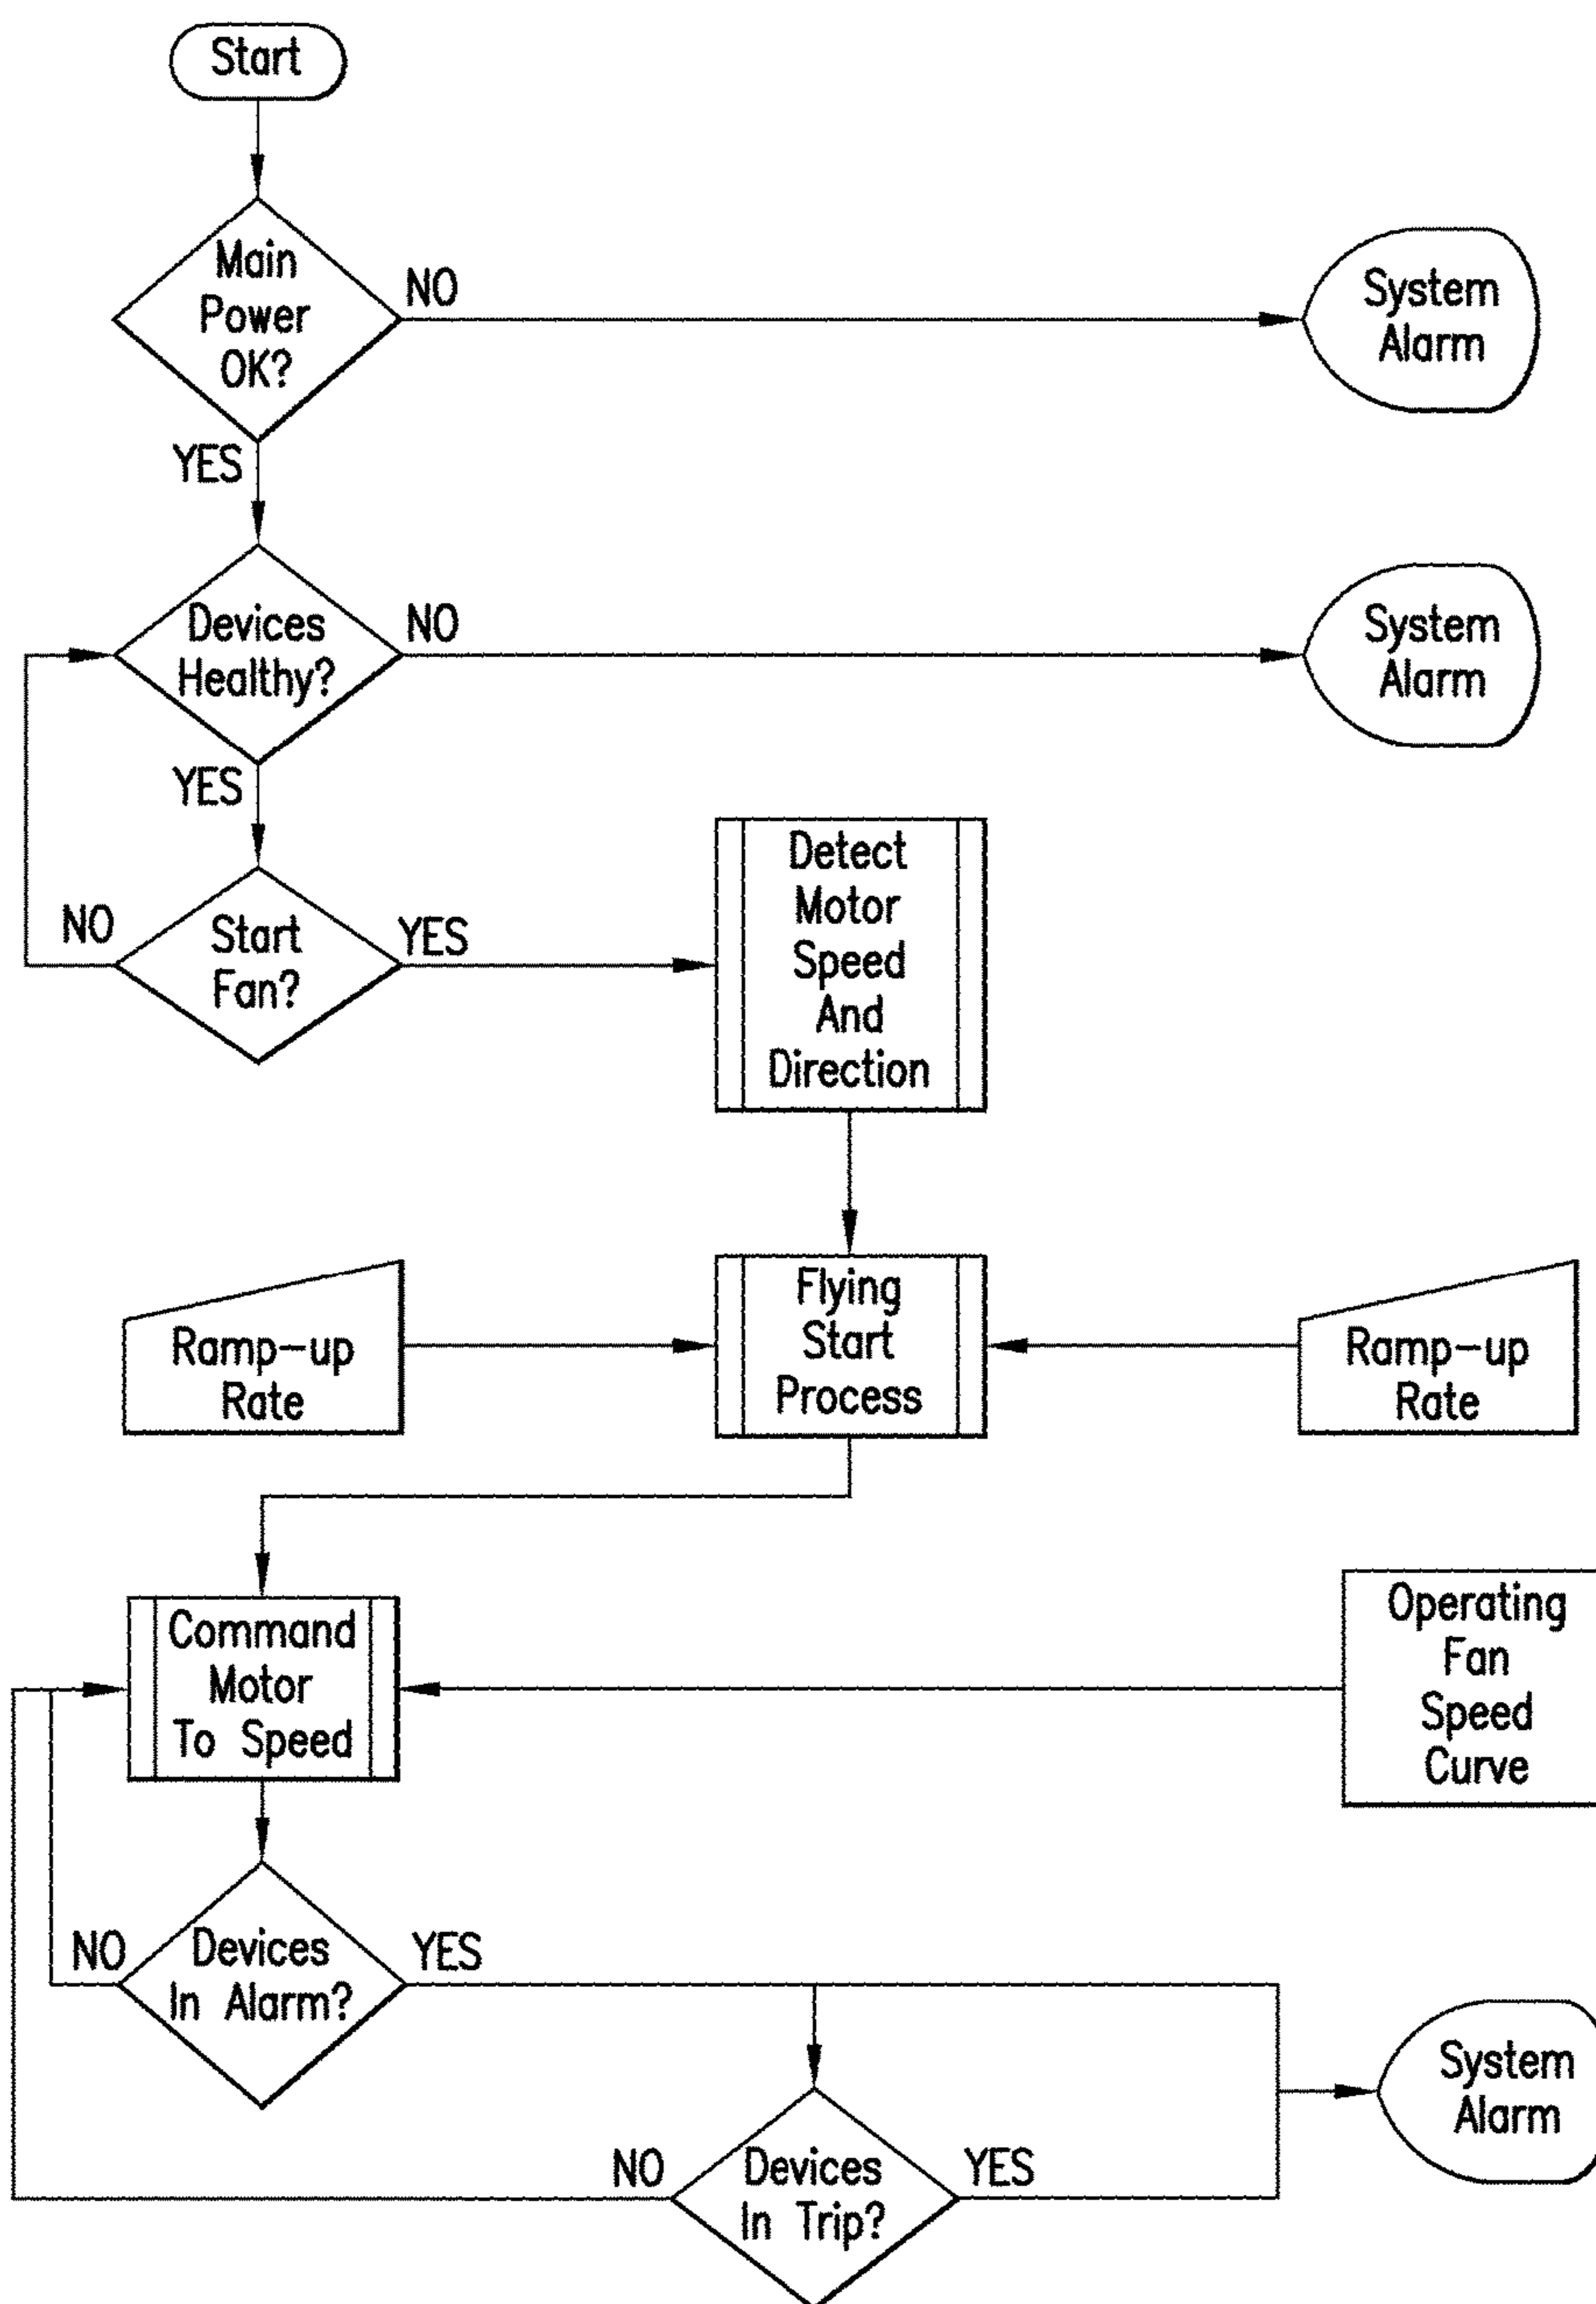 Start
Main
Power
OK?
NO
System
Alarm
YES
Devices
Healthy?
NO
System
Alarm
YES
Start
Fan?
NO
YES
Detect
Motor
Speed
And
Direction
Ramp-up
Rate
Flying
Start
Process
Ramp-up
Rate
Command
Motor
To Speed
Operating
Fan
Speed
Curve
NO
Devices
In Alarm?
YES
System
Alarm
NO
Devices
In Trip?
YES